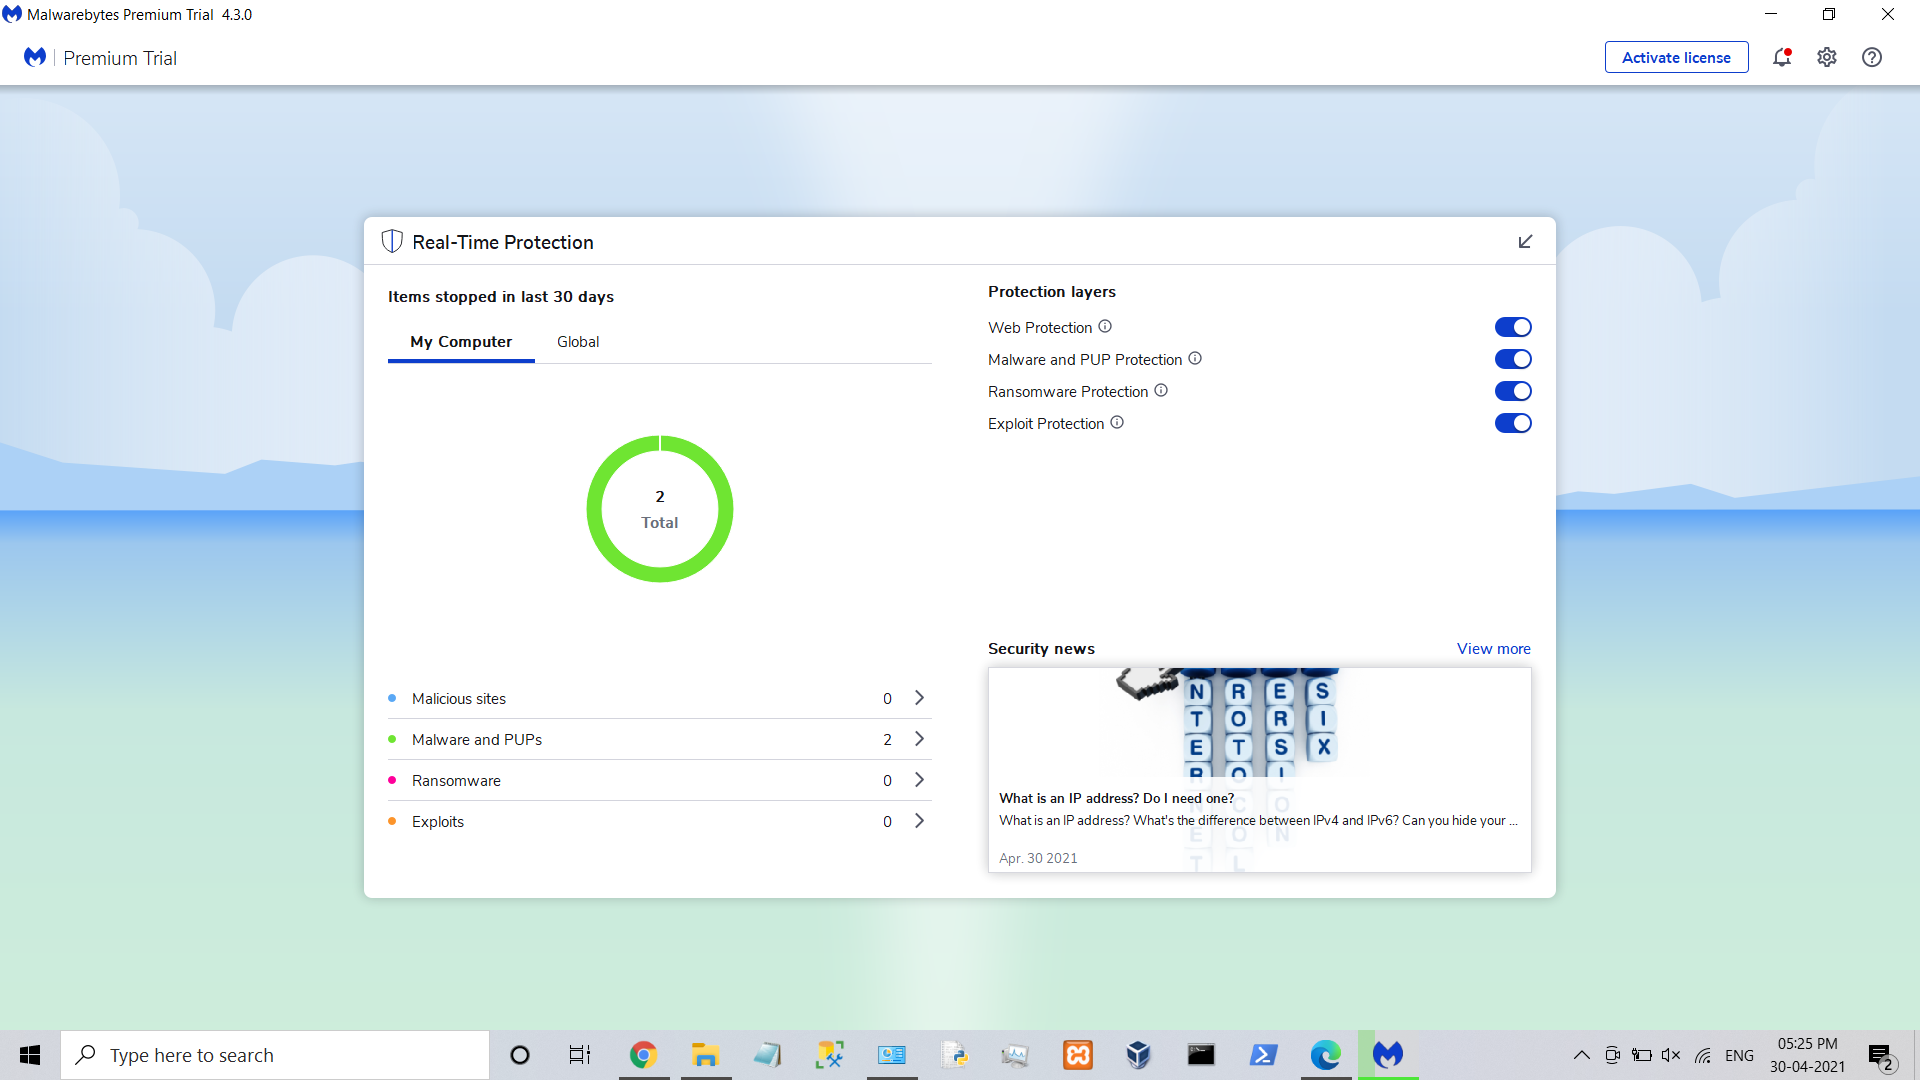 Malwarebytes Premium Trial 4.3.0
Premium Trial
Activate license
Real-Time Protection
Items stopped in last 30 days
My Computer
Global
2
Total
Malicious sites 0
Malware and PUPs 2
Ransomware 0
Exploits 0
Protection layers
Web Protection
Malware and PUP Protection
Ransomware Protection
Exploit Protection
Security news
View more
N R E S
T O R I
E T S X
R O I
N C O
E O N
T L
What is an IP address? Do I need one?
What is an IP address? What's the difference between IPv4 and IPv6? Can you hide your ...
Apr. 30 2021
Type here to search
ENG
05:25 PM
30-04-2021
2